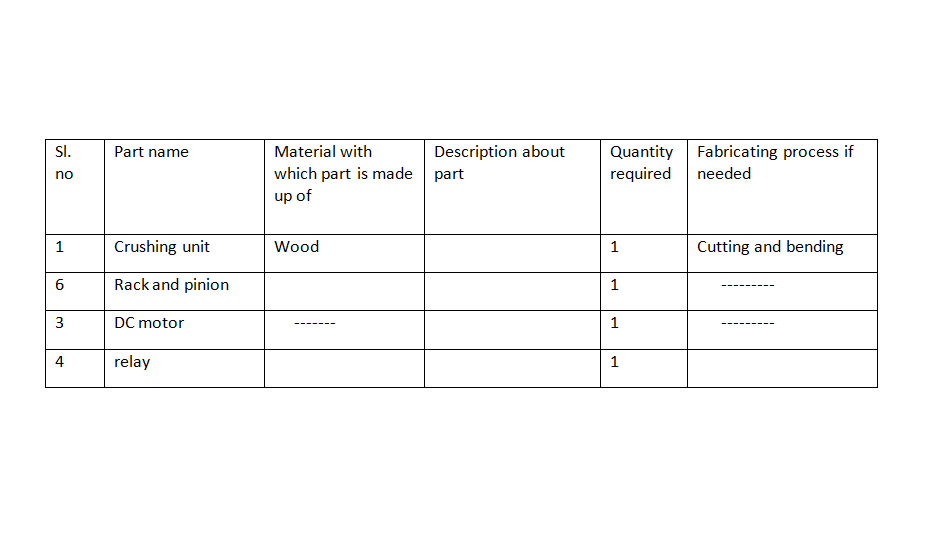 Sl. no | Part name | Material with which part is made up of | Description about part | Quantity required | Fabricating process if needed
1 | Crushing unit | Wood | | 1 | Cutting and bending
6 | Rack and pinion | | | 1 | ---------
3 | DC motor | ------- | | 1 | ---------
4 | relay | | | 1 |